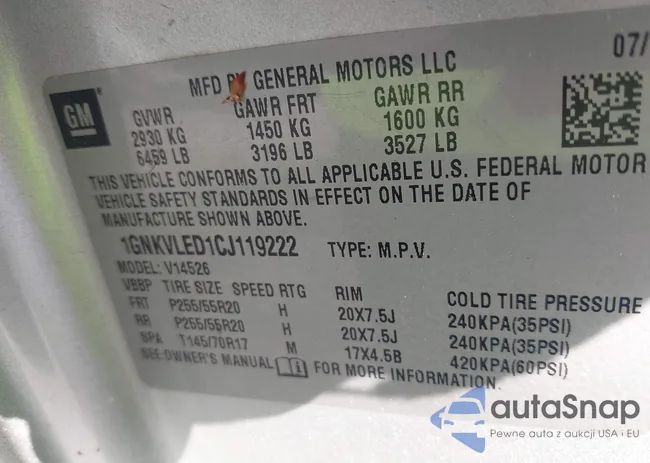 MFD BY GENERAL MOTORS LLC 07/
GM
GVWR GAWR FRT GAWR RR
2930 KG 1450 KG 1600 KG
6459 LB 3196 LB 3527 LB
THIS VEHICLE CONFORMS TO ALL APPLICABLE U.S. FEDERAL MOTOR
VEHICLE SAFETY STANDARDS IN EFFECT ON THE DATE OF
MANUFACTURE SHOWN ABOVE.
1GNKVLED1CJ119222 TYPE: M.P.V.
MODEL: V14526
VBBP TIRE SIZE SPEED RTG RIM COLD TIRE PRESSURE
FRT P255/55R20 H 20X7.5J 240KPA(35PSI)
RR P255/55R20 H 20X7.5J 240KPA(35PSI)
SPA T145/70R17 M 17X4.5B 420KPA(60PSI)
SEE OWNER'S MANUAL FOR MORE INFORMATION.
autaSnap
Pewne auta z aukcji USA i EU